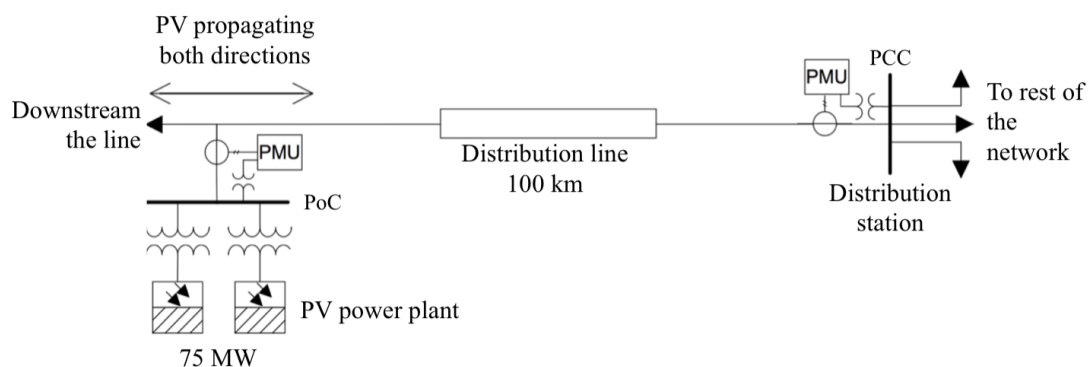 PV propagating
both directions
Downstream
the line
PMU
PoC
PV power plant
75 MW
Distribution line
100 km
PMU
PCC
To rest of
the
network
Distribution
station